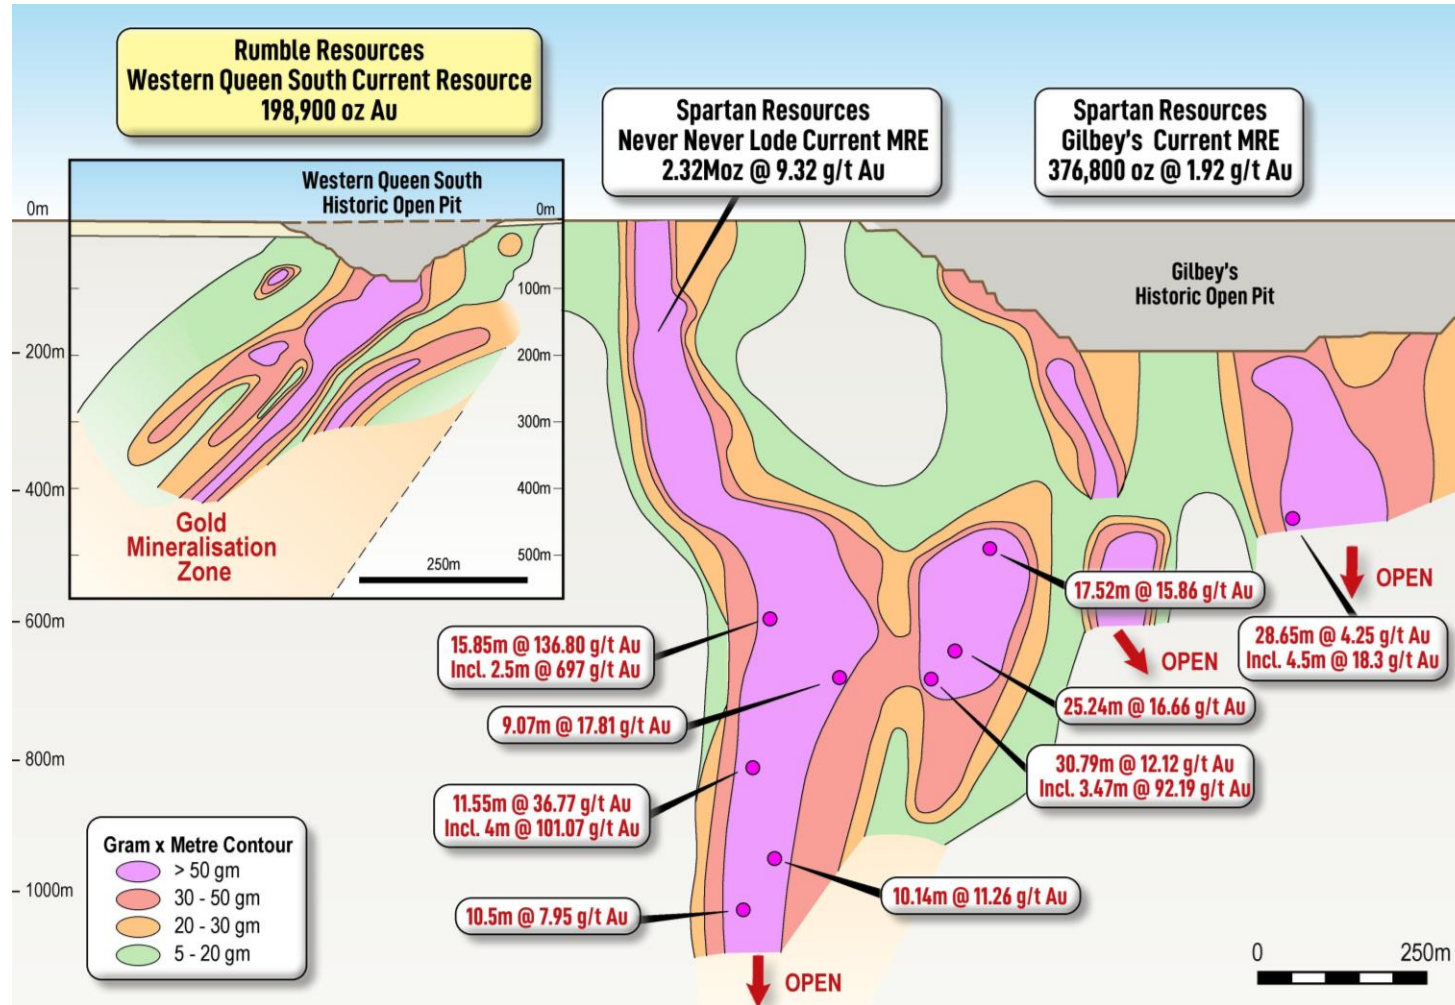 Rumble Resources
Western Queen South Current Resource
198,900 oz Au
Spartan Resources
Never Never Lode Current MRE
2.32Moz @ 9.32 g/t Au
Spartan Resources
Gilbey's Current MRE
376,800 oz @ 1.92 g/t Au
Western Queen South
Historic Open Pit
0m
0m
100m
200m
300m
400m
500m
200m
400m
600m
800m
1000m
Gold
Mineralisation
Zone
250m
Gilbey's
Historic Open Pit
17.52m @ 15.86 g/t Au
OPEN
28.65m @ 4.25 g/t Au
Incl. 4.5m @ 18.3 g/t Au
15.85m @ 136.80 g/t Au
Incl. 2.5m @ 697 g/t Au
OPEN
25.24m @ 16.66 g/t Au
9.07m @ 17.81 g/t Au
30.79m @ 12.12 g/t Au
Incl. 3.47m @ 92.19 g/t Au
11.55m @ 36.77 g/t Au
Incl. 4m @ 101.07 g/t Au
10.14m @ 11.26 g/t Au
10.5m @ 7.95 g/t Au
OPEN
Gram x Metre Contour
> 50 gm
30 - 50 gm
20 - 30 gm
5 - 20 gm
0 250m